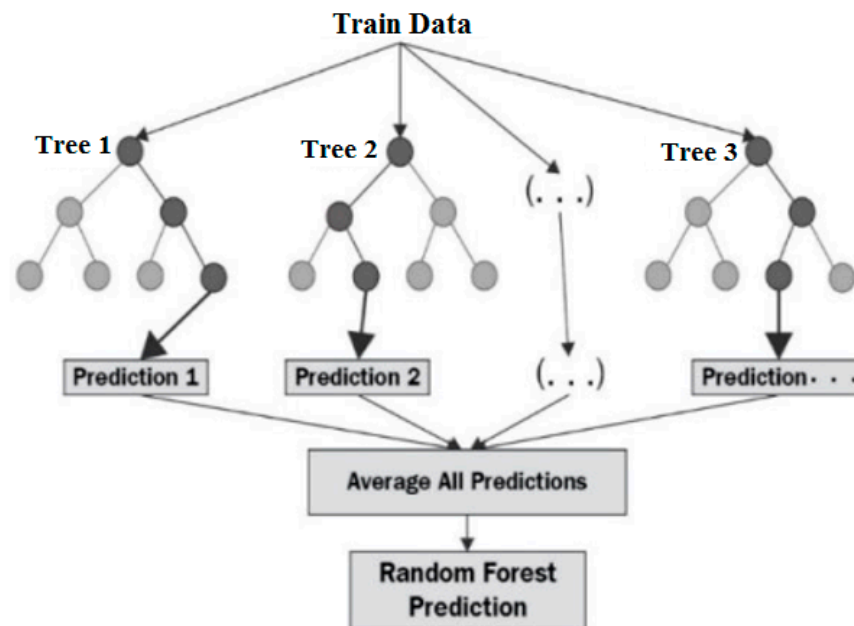 Train Data
Tree 1
Tree 2
(. . .)
Tree 3
Prediction 1
Prediction 2
(. . .)
Prediction. . .
Average All Predictions
Random Forest
Prediction